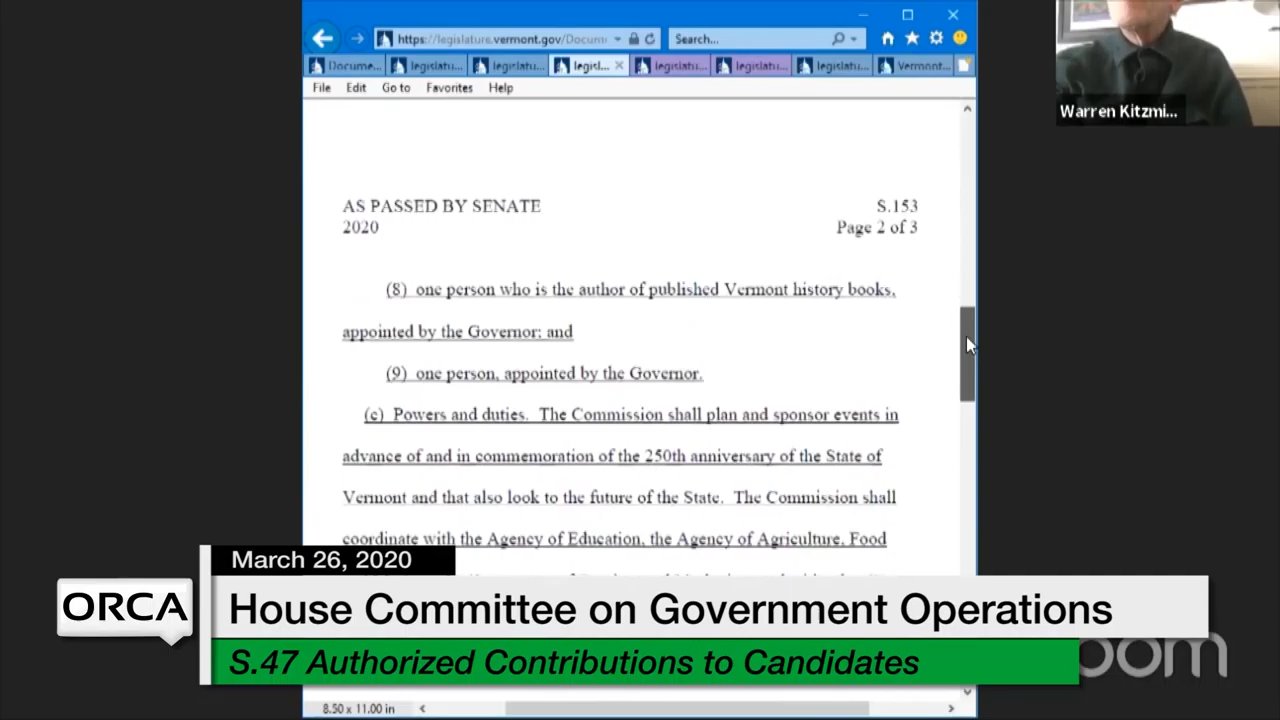 https://legislature.vermont.gov/Docum
Search...
Docume...
legislatu...
legislatu...
legisl...
legislatu...
legislatu...
legislatu...
Vermont...
File Edit Go to Favorites Help
Warren Kitzmi...
AS PASSED BY SENATE S.153
2020 Page 2 of 3
(8) one person who is the author of published Vermont history books,
appointed by the Governor; and
(9) one person, appointed by the Governor.
(c) Powers and duties. The Commission shall plan and sponsor events in
advance of and in commemoration of the 250th anniversary of the State of
Vermont and that also look to the future of the State. The Commission shall
coordinate with the Agency of Education, the Agency of Agriculture, Food
March 26, 2020
ORCA
House Committee on Government Operations
S.47 Authorized Contributions to Candidates
oom
8.50 x 11.00 in